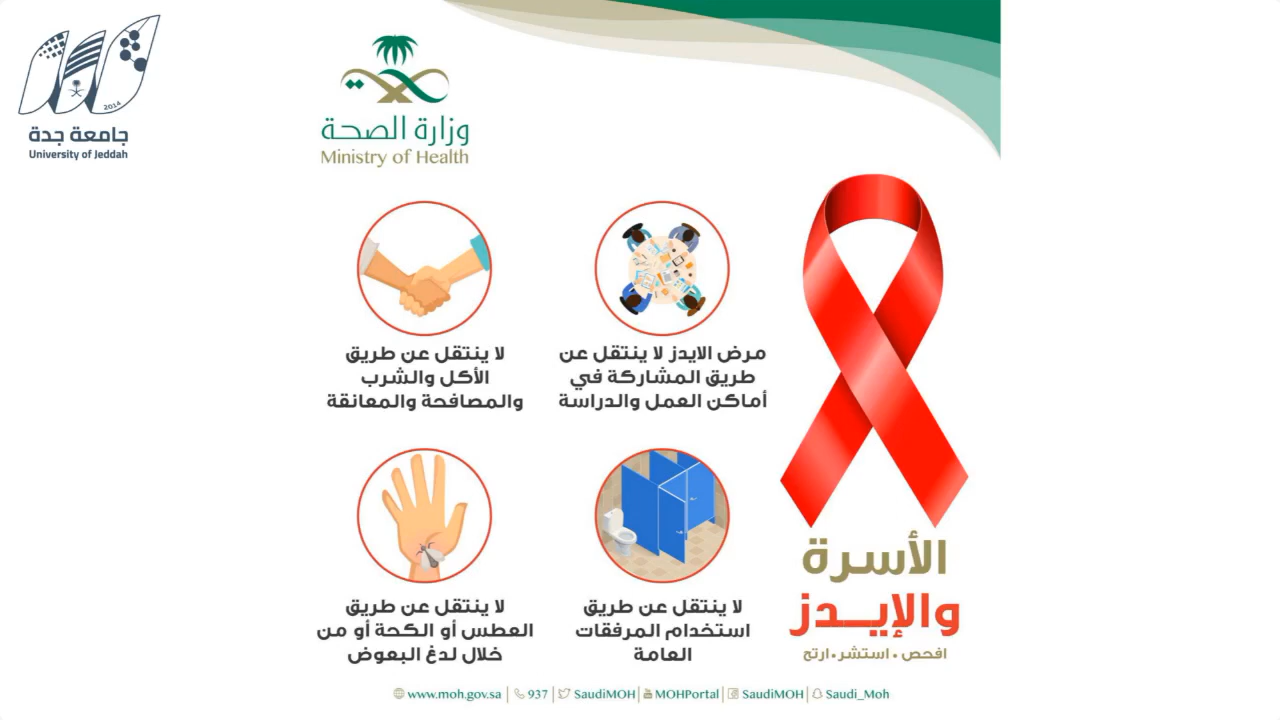 2014
جامعة جدة
University of Jeddah
وزارة الصحة
Ministry of Health
مرض الايدز لا ينتقل عن
طريق المشاركة في
أماكن العمل والدراسة
لا ينتقل عن طريق
الأكل والشرب
والمصافحة والمعانقة
لا ينتقل عن طريق
استخدام المرفقات
العامة
لا ينتقل عن طريق
العطس أو الكحة أو من
خلال لدغ البعوض
الأسرة
والإيدز
افحص . استشر . ارتح
www.moh.gov.sa | 937 | SaudiMOH | MOHPortal | SaudiMOH | Saudi_Moh